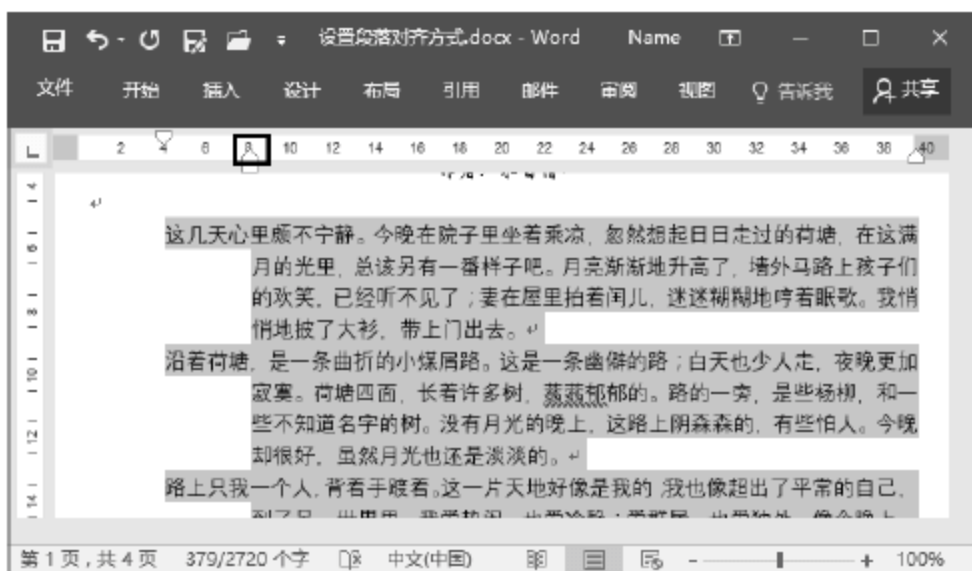 设置段落对齐方式.docx - Word Name
文件 开始 插入 设计 布局 引用 邮件 审阅 视图 告诉我 共享
2 4 6 8 10 12 14 16 18 20 22 24 26 28 30 32 34 36 38 40
这几天心里颇不宁静。今晚在院子里坐着乘凉，忽然想起日日走过的荷塘，在这满
月的光里，总该另有一番样子吧。月亮渐渐地升高了，墙外马路上孩子们
的欢笑，已经听不见了；妻在屋里拍着闰儿，迷迷糊糊地哼着眠歌。我悄
悄地披了大衫，带上门出去。
沿着荷塘，是一条曲折的小煤屑路。这是一条幽僻的路；白天也少人走，夜晚更加
寂寞。荷塘四面，长着许多树，蓊蓊郁郁的。路的一旁，是些杨柳，和一
些不知道名字的树。没有月光的晚上，这路上阴森森的，有些怕人。今晚
却很好，虽然月光也还是淡淡的。
路上只我一个人，背着手踱着。这一片天地好像是我的；我也像超出了平常的自己，
第1页，共4页 379/2720 个字 中文(中国) - + 100%